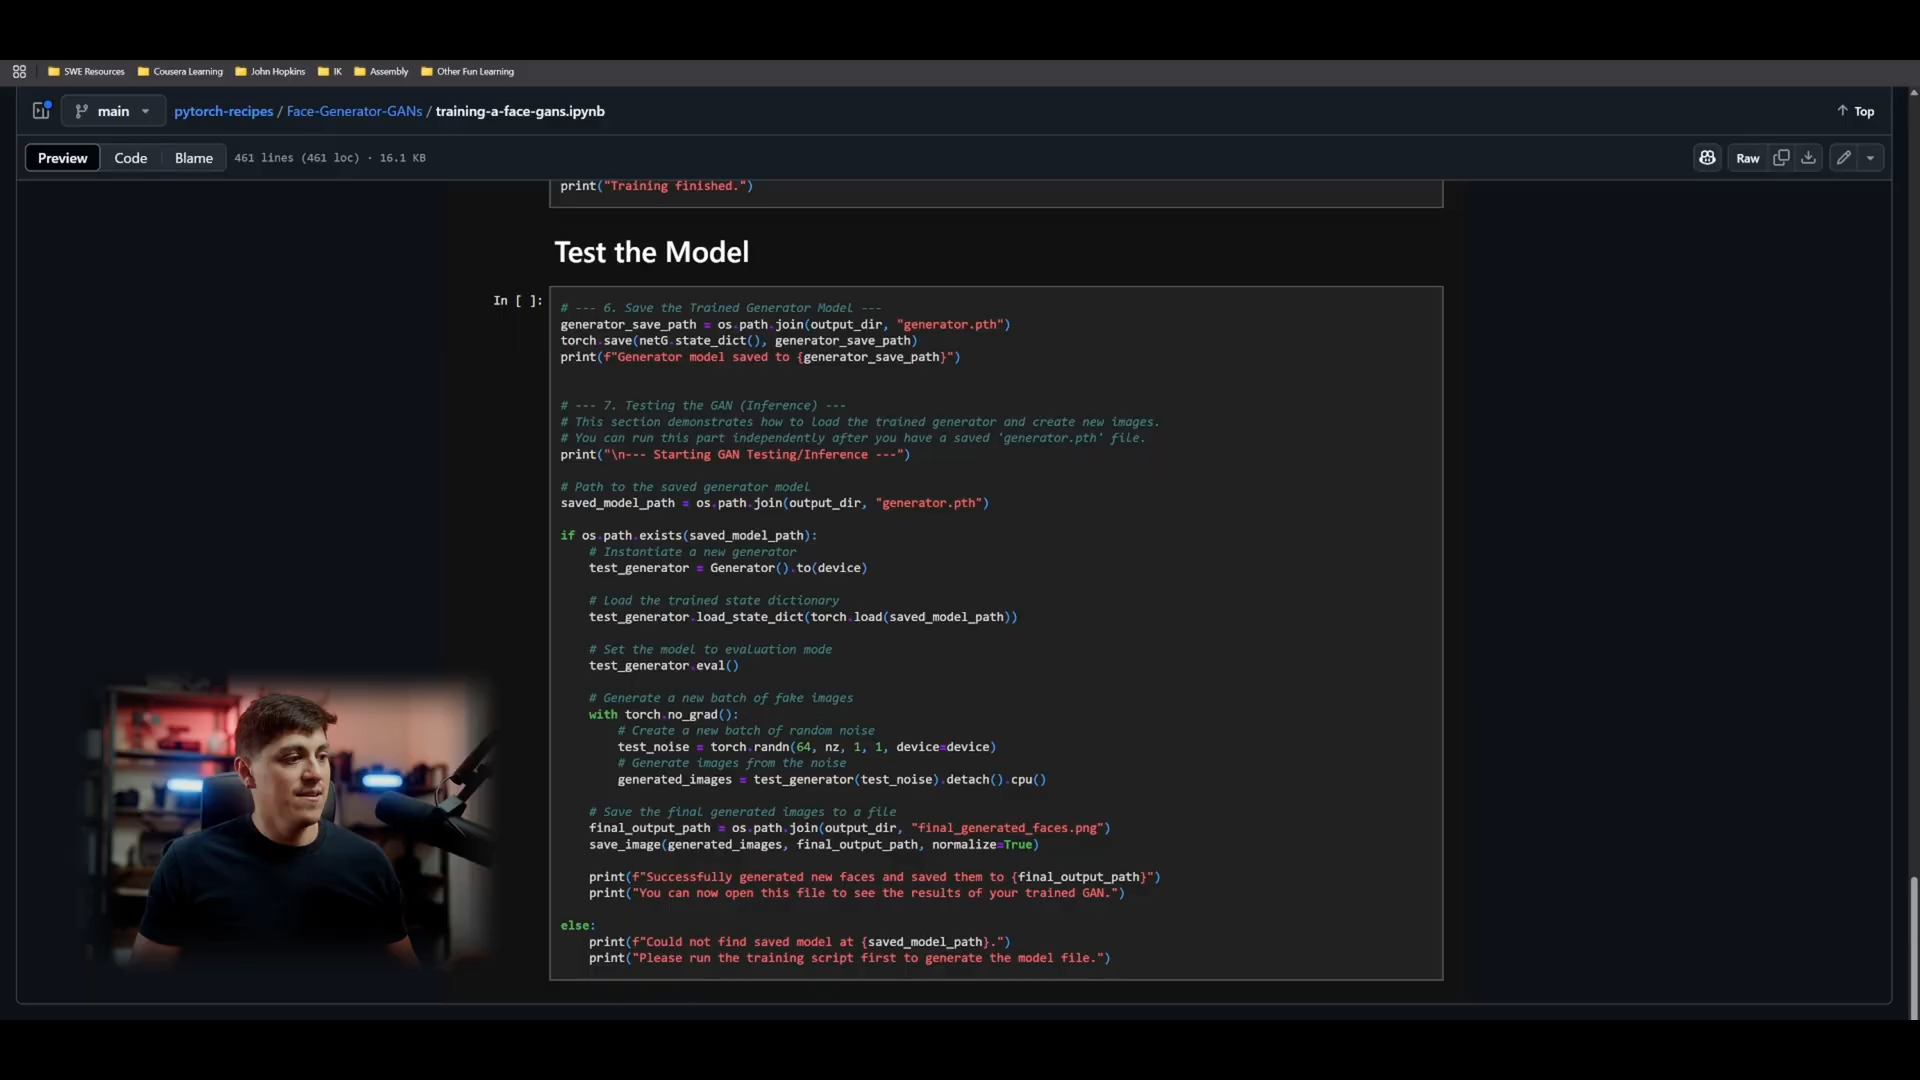 SWE Resources
Cousera Learning
John Hopkins
IK
Assembly
Other Fun Learning
main
pytorch-recipes / Face-Generator-GANs / training-a-face-gans.ipynb
Top
Preview
Code
Blame
461 lines (461 loc) · 16.1 KB
Raw
print("Training finished.")
Test the Model
In [ ]:
# --- 6. Save the Trained Generator Model ---
generator_save_path = os.path.join(output_dir, "generator.pth")
torch.save(netG.state_dict(), generator_save_path)
print(f"Generator model saved to {generator_save_path}")
# --- 7. Testing the GAN (Inference) ---
# This section demonstrates how to load the trained generator and create new images.
# You can run this part independently after you have a saved 'generator.pth' file.
print("\n--- Starting GAN Testing/Inference ---")
# Path to the saved generator model
saved_model_path = os.path.join(output_dir, "generator.pth")
if os.path.exists(saved_model_path):
    # Instantiate a new generator
    test_generator = Generator().to(device)
    # Load the trained state dictionary
    test_generator.load_state_dict(torch.load(saved_model_path))
    # Set the model to evaluation mode
    test_generator.eval()
    # Generate a new batch of fake images
    with torch.no_grad():
        # Create a new batch of random noise
        test_noise = torch.randn(64, nz, 1, 1, device=device)
        # Generate images from the noise
        generated_images = test_generator(test_noise).detach().cpu()
    # Save the final generated images to a file
    final_output_path = os.path.join(output_dir, "final_generated_faces.png")
    save_image(generated_images, final_output_path, normalize=True)
    print(f"Successfully generated new faces and saved them to {final_output_path}")
    print("You can now open this file to see the results of your trained GAN.")
else:
    print(f"Could not find saved model at {saved_model_path}.")
    print("Please run the training script first to generate the model file.")